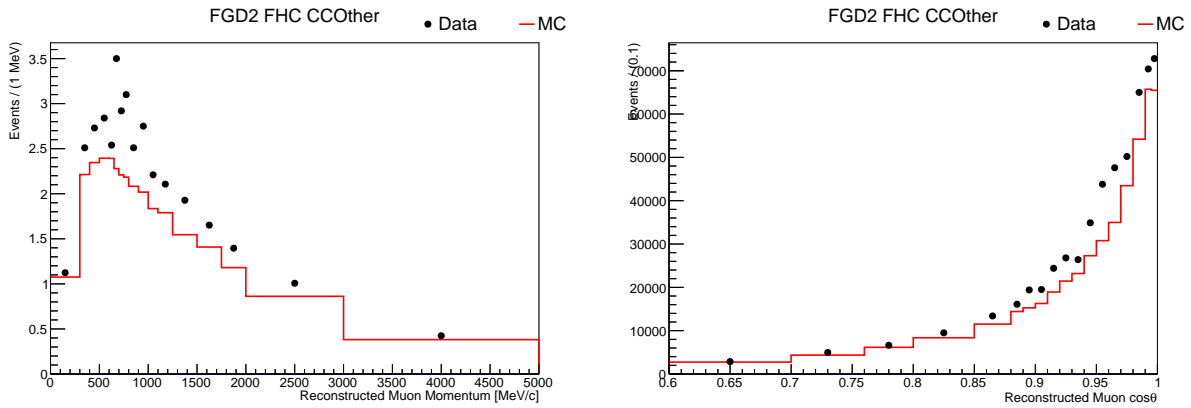 FGD2 FHC CCOther
Data
MC
Events / (1 MeV)
3.5
3
2.5
2
1.5
1
0.5
0
0 500 1000 1500 2000 2500 3000 3500 4000 4500 5000
Reconstructed Muon Momentum [MeV/c]
FGD2 FHC CCOther
Data
MC
Events / (0.1)
70000
60000
50000
40000
30000
20000
10000
0
0.6 0.65 0.7 0.75 0.8 0.85 0.9 0.95 1
Reconstructed Muon cosθ